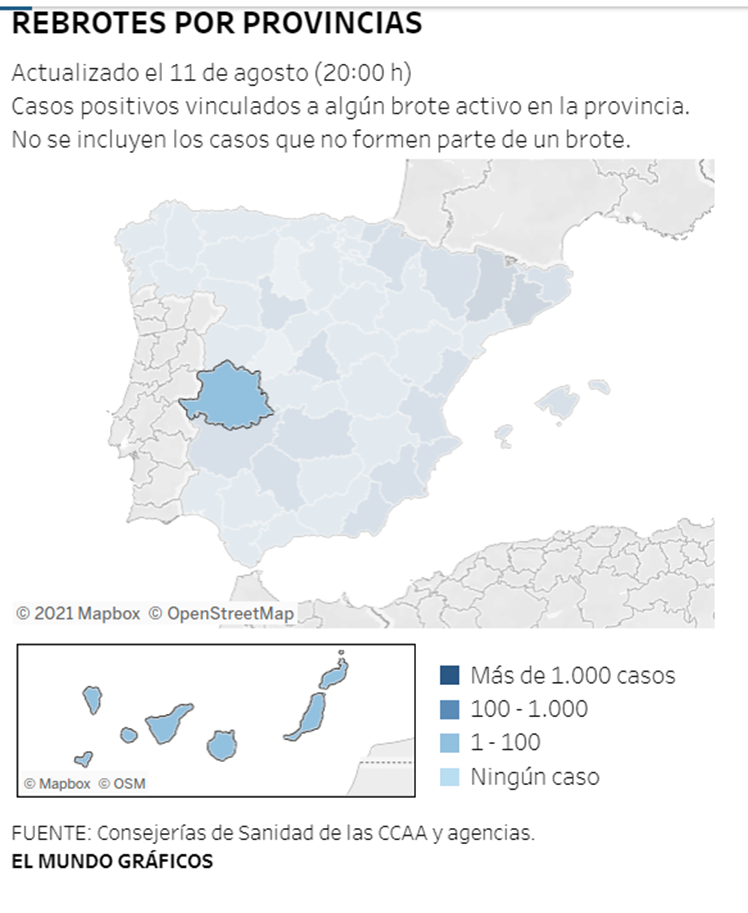 REBROTES POR PROVINCIAS
Actualizado el 11 de agosto (20:00 h)
Casos positivos vinculados a algún brote activo en la provincia.
No se incluyen los casos que no formen parte de un brote.
© 2021 Mapbox © OpenStreetMap
Más de 1.000 casos
100 - 1.000
1 - 100
Ningún caso
© Mapbox © OSM
FUENTE: Consejerías de Sanidad de las CCAA y agencias.
EL MUNDO GRÁFICOS